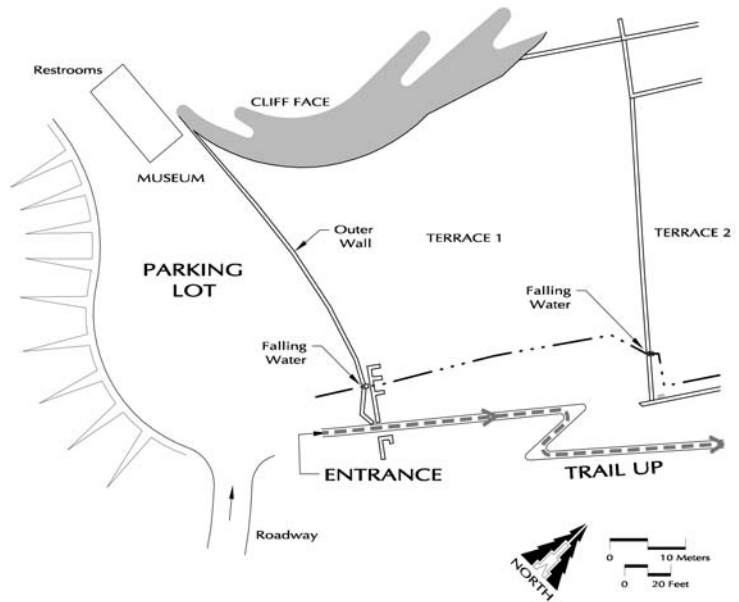 Restrooms
CLIFF FACE
MUSEUM
Outer
Wall
TERRACE 1
TERRACE 2
PARKING
LOT
Falling
Water
Falling
Water
ENTRANCE
TRAIL UP
Roadway
NORTH
0 10 Meters
0 20 Feet